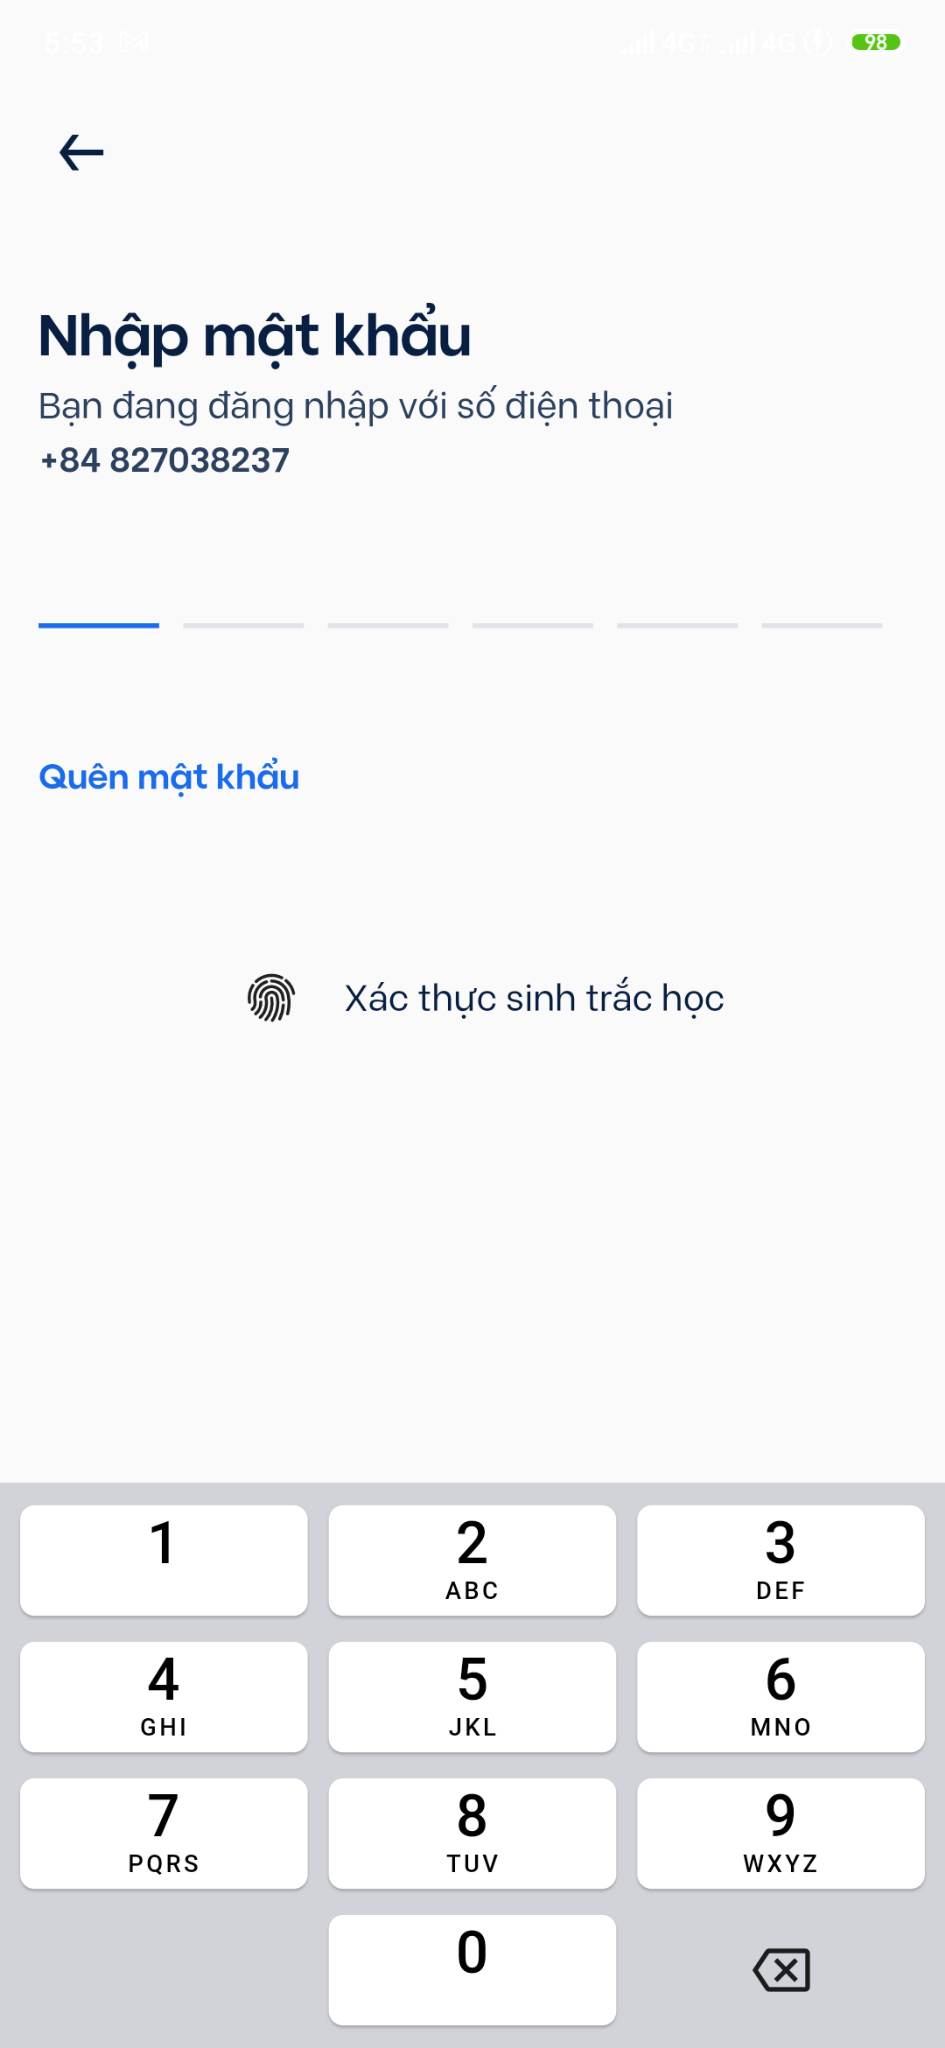 5:53
4G+ 4G 98
Nhập mật khẩu
Bạn đang đăng nhập với số điện thoại
+84 827038237
Quên mật khẩu
Xác thực sinh trắc học
1 2 3
ABC DEF
4 5 6
GHI JKL MNO
7 8 9
PQRS TUV WXYZ
0